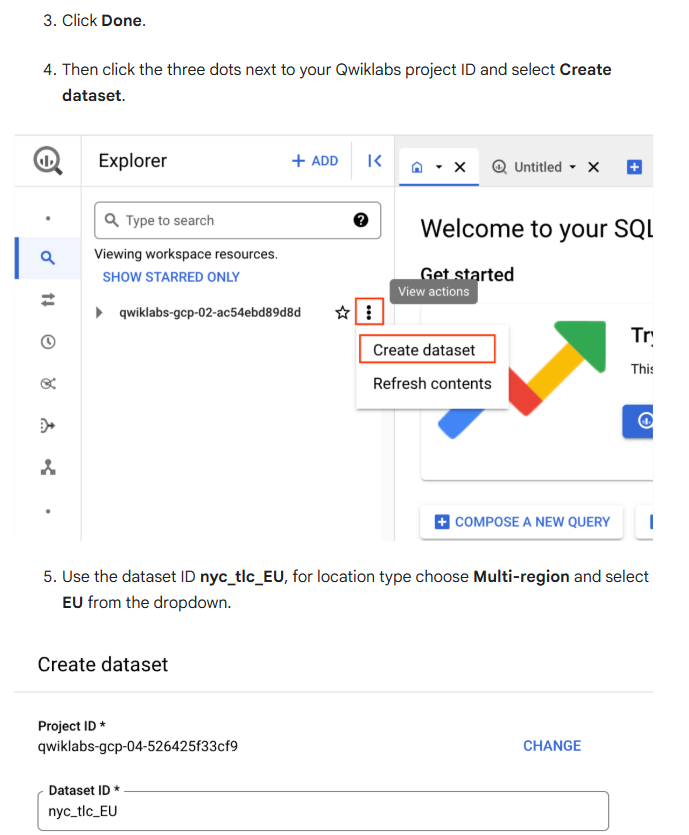 3. Click Done.
4. Then click the three dots next to your Qwiklabs project ID and select Create
dataset.
Explorer
+ ADD
Untitled
Type to search
Viewing workspace resources.
SHOW STARRED ONLY
qwiklabs-gcp-02-ac54ebd89d8d
Welcome to your SQL
Get started
View actions
Create dataset
Refresh contents
Try
This
COMPOSE A NEW QUERY
5. Use the dataset ID nyc_tlc_EU, for location type choose Multi-region and select
EU from the dropdown.
Create dataset
Project ID *
qwiklabs-gcp-04-526425f33cf9
CHANGE
Dataset ID *
nyc_tlc_EU